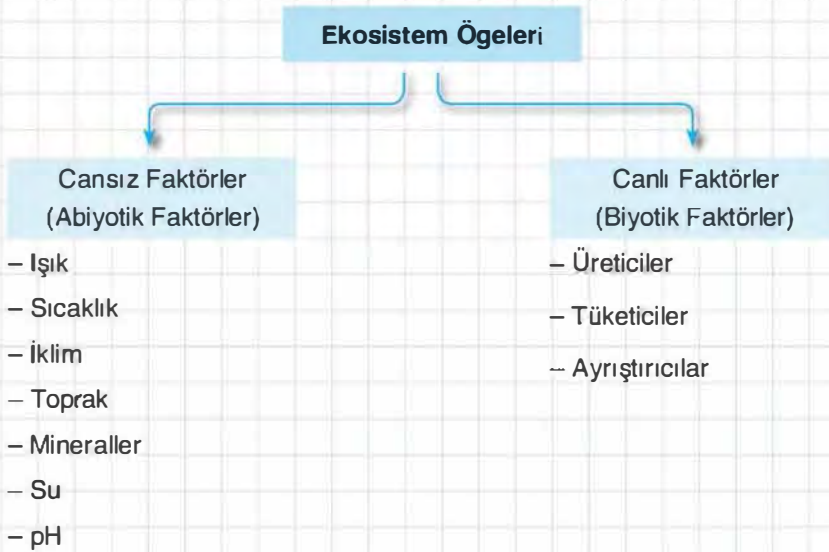 Ekosistem Ögeleri
Cansız Faktörler
(Abiyotik Faktörler)
– Işık
– Sıcaklık
– İklim
– Toprak
– Mineraller
– Su
– pH
Canlı Faktörler
(Biyotik Faktörler)
– Üreticiler
– Tüketiciler
– Ayrıştırıcılar